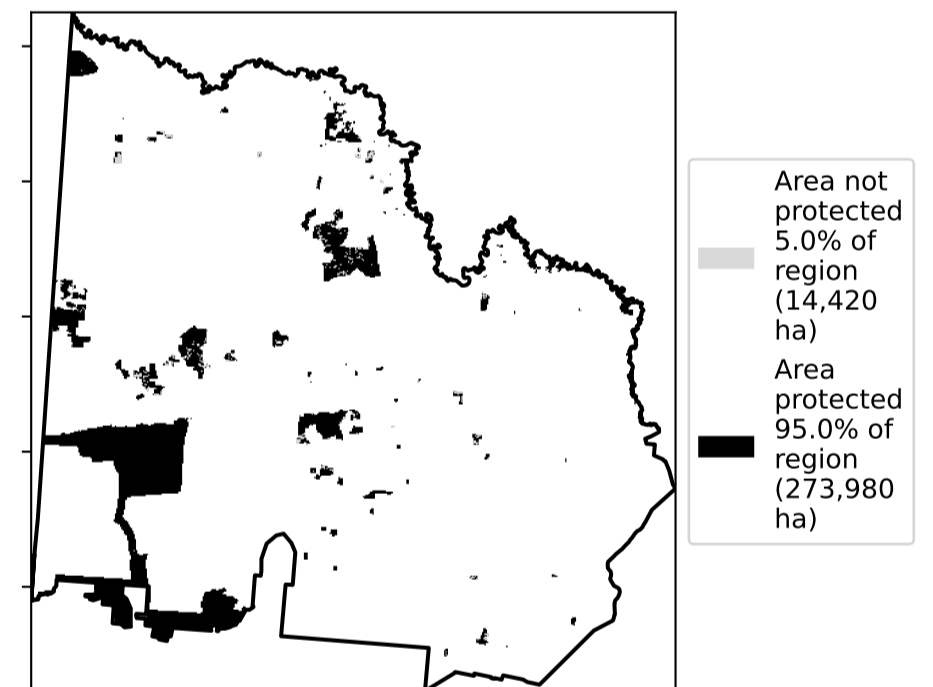 Area not
protected
5.0% of
region
(14,420
ha)
Area
protected
95.0% of
region
(273,980
ha)